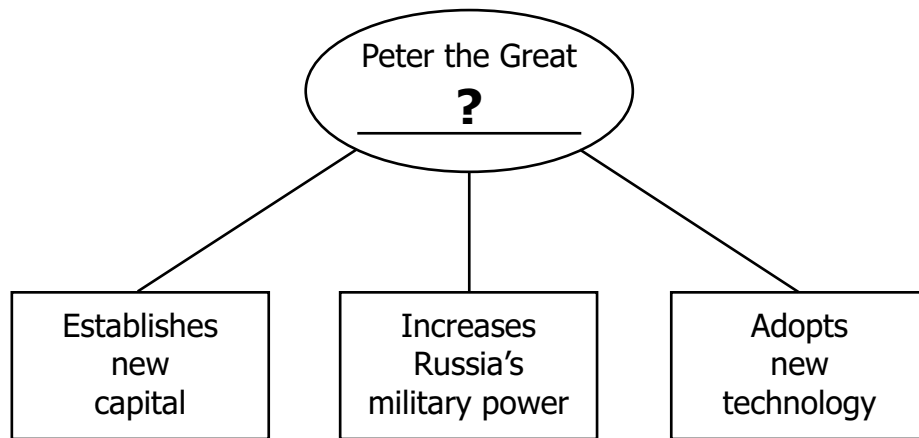 Peter the Great
?
Establishes
new
capital
Increases
Russia's
military power
Adopts
new
technology